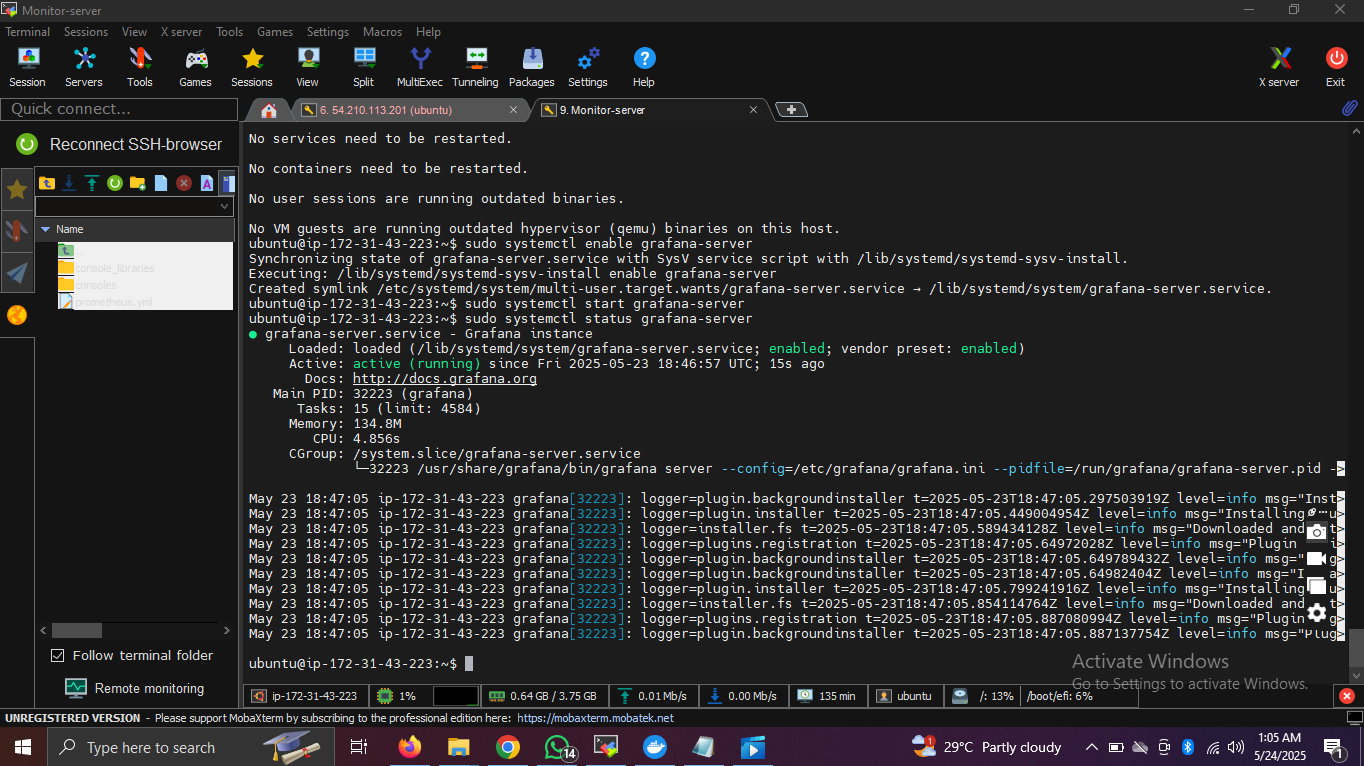 Monitor-server
Terminal Sessions View X server Tools Games Settings Macros Help
Session Servers Tools Games Sessions View Split MultiExec Tunneling Packages Settings Help X server Exit
Quick connect...
6. 54.210.113.201 (ubuntu)
9. Monitor-server
Reconnect SSH-browser
Name
..
console_libraries
consoles
prometheus.yml
Follow terminal folder
Remote monitoring
No services need to be restarted.
No containers need to be restarted.
No user sessions are running outdated binaries.
No VM guests are running outdated hypervisor (qemu) binaries on this host.
ubuntu@ip-172-31-43-223:~$ sudo systemctl enable grafana-server
Synchronizing state of grafana-server.service with SysV service script with /lib/systemd/systemd-sysv-install.
Executing: /lib/systemd/systemd-sysv-install enable grafana-server
Created symlink /etc/systemd/system/multi-user.target.wants/grafana-server.service → /lib/systemd/system/grafana-server.service.
ubuntu@ip-172-31-43-223:~$ sudo systemctl start grafana-server
ubuntu@ip-172-31-43-223:~$ sudo systemctl status grafana-server
● grafana-server.service - Grafana instance
Loaded: loaded (/lib/systemd/system/grafana-server.service; enabled; vendor preset: enabled)
Active: active (running) since Fri 2025-05-23 18:46:57 UTC; 15s ago
Docs: http://docs.grafana.org
Main PID: 32223 (grafana)
Tasks: 15 (limit: 4584)
Memory: 134.8M
CPU: 4.856s
CGroup: /system.slice/grafana-server.service
└─32223 /usr/share/grafana/bin/grafana server --config=/etc/grafana/grafana.ini --pidfile=/run/grafana/grafana-server.pid ->
May 23 18:47:05 ip-172-31-43-223 grafana[32223]: logger=plugin.backgroundinstaller t=2025-05-23T18:47:05.297503919Z level=info msg="Inst>
May 23 18:47:05 ip-172-31-43-223 grafana[32223]: logger=plugin.installer t=2025-05-23T18:47:05.449004954Z level=info msg="Installing
May 23 18:47:05 ip-172-31-43-223 grafana[32223]: logger=installer.fs t=2025-05-23T18:47:05.589434128Z level=info msg="Downloaded and
May 23 18:47:05 ip-172-31-43-223 grafana[32223]: logger=plugins.registration t=2025-05-23T18:47:05.64972028Z level=info msg="Plugin
May 23 18:47:05 ip-172-31-43-223 grafana[32223]: logger=plugin.backgroundinstaller t=2025-05-23T18:47:05.649789432Z level=info msg="
May 23 18:47:05 ip-172-31-43-223 grafana[32223]: logger=plugin.backgroundinstaller t=2025-05-23T18:47:05.64982404Z level=info msg="
May 23 18:47:05 ip-172-31-43-223 grafana[32223]: logger=plugin.installer t=2025-05-23T18:47:05.799241916Z level=info msg="Installing
May 23 18:47:05 ip-172-31-43-223 grafana[32223]: logger=installer.fs t=2025-05-23T18:47:05.854114764Z level=info msg="Downloaded and
May 23 18:47:05 ip-172-31-43-223 grafana[32223]: logger=plugins.registration t=2025-05-23T18:47:05.887080994Z level=info msg="Plugin
May 23 18:47:05 ip-172-31-43-223 grafana[32223]: logger=plugin.backgroundinstaller t=2025-05-23T18:47:05.887137754Z level=info msg="Plug>
ubuntu@ip-172-31-43-223:~$
Activate Windows
Go to Settings to activate Windows.
ip-172-31-43-223 1% 0.64 GB / 3.75 GB 0.01 Mb/s 0.00 Mb/s 135 min ubuntu /: 13% /boot/efi: 6%
UNREGISTERED VERSION - Please support MobaXterm by subscribing to the professional edition here: https://mobaxterm.mobatek.net
Type here to search
14
29°C Partly cloudy
1:05 AM
5/24/2025
1